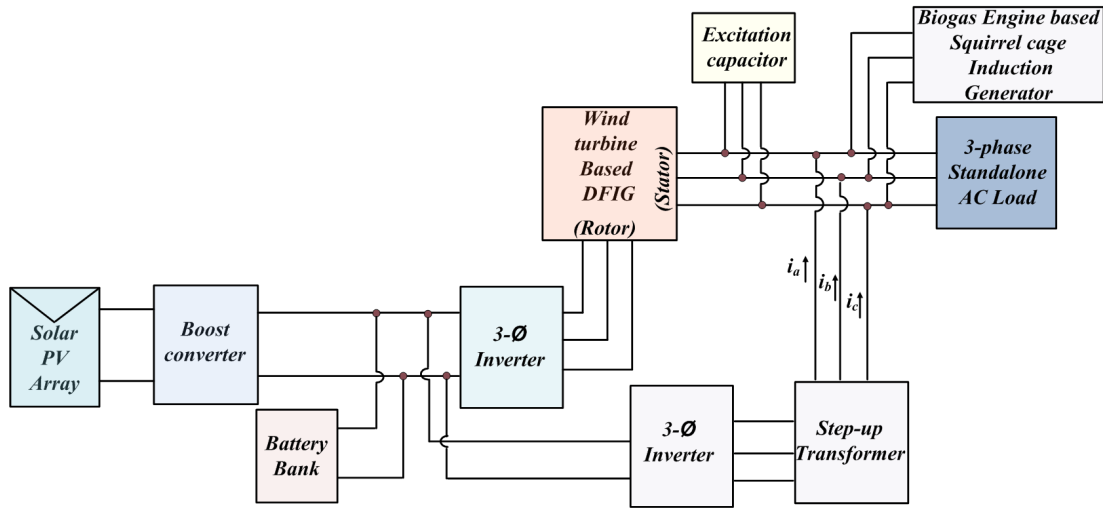 Excitation
capacitor
Biogas Engine based
Squirrel cage
Induction
Generator
Wind
turbine
Based
DFIG
(Stator)
(Rotor)
3-phase
Standalone
AC Load
i_a
i_b
i_c
Solar
PV
Array
Boost
converter
3-Ø
Inverter
Battery
Bank
3-Ø
Inverter
Step-up
Transformer